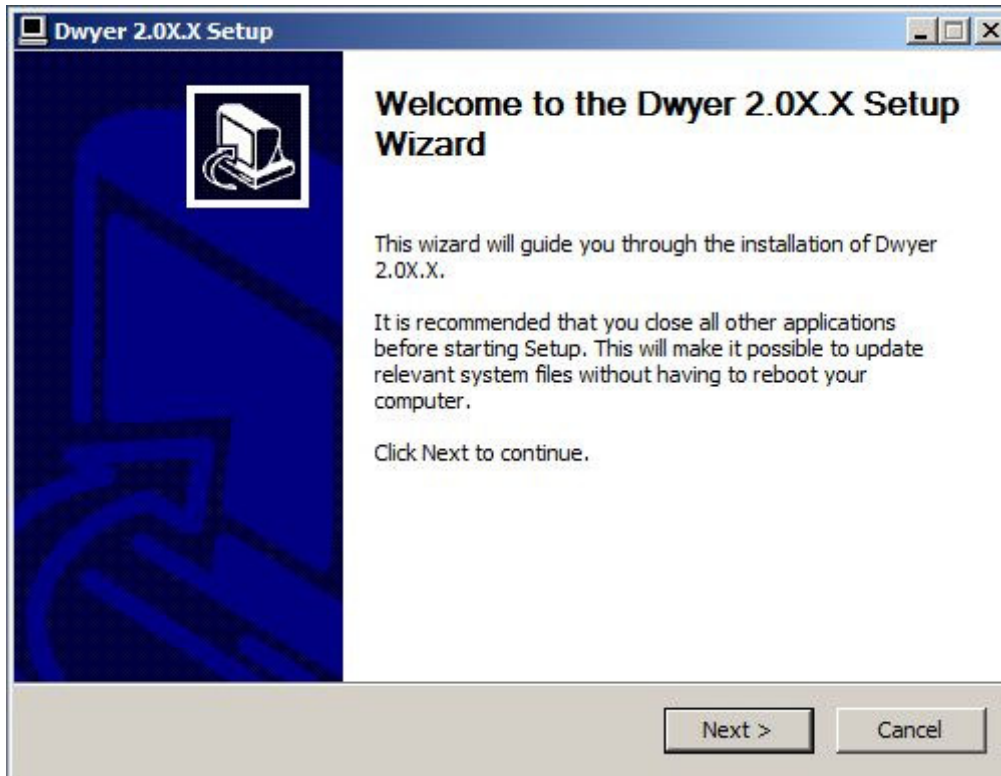 Dwyer 2.0X.X Setup
Welcome to the Dwyer 2.0X.X Setup
Wizard
This wizard will guide you through the installation of Dwyer
2.0X.X.
It is recommended that you close all other applications
before starting Setup. This will make it possible to update
relevant system files without having to reboot your
computer.
Click Next to continue.
Next >
Cancel